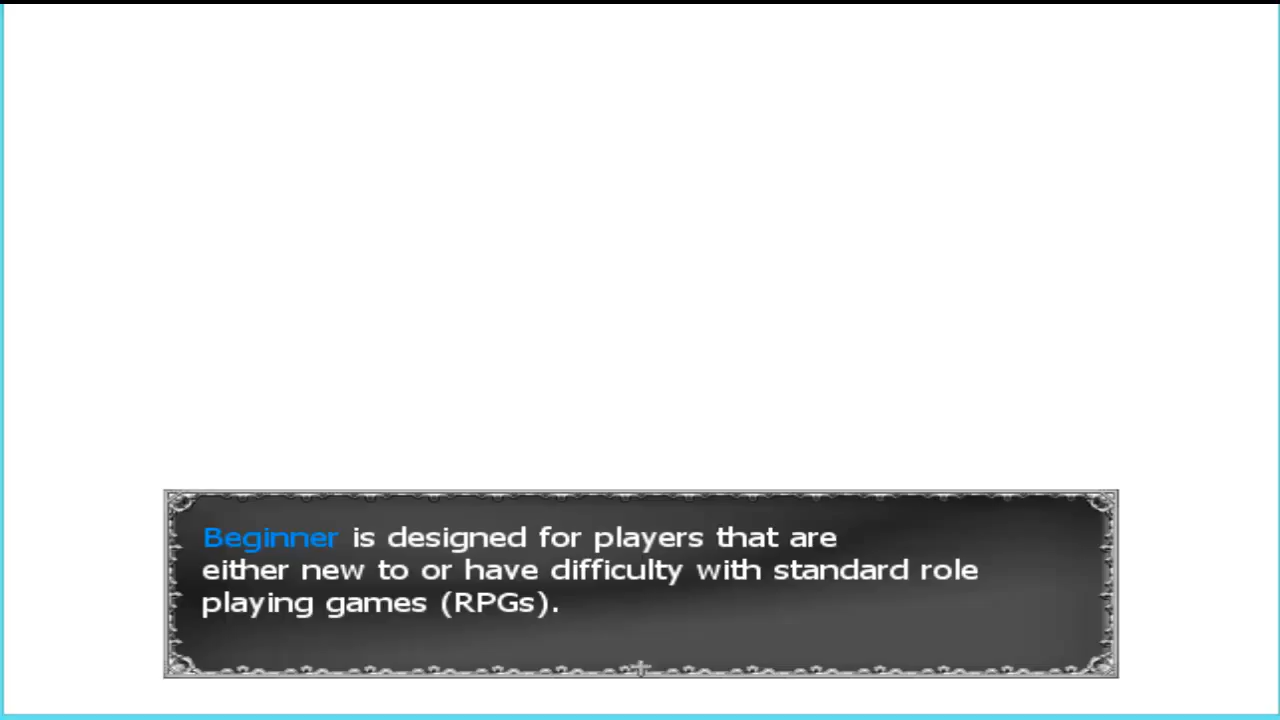 Beginner is designed for players that are
either new to or have difficulty with standard role
playing games (RPGs).